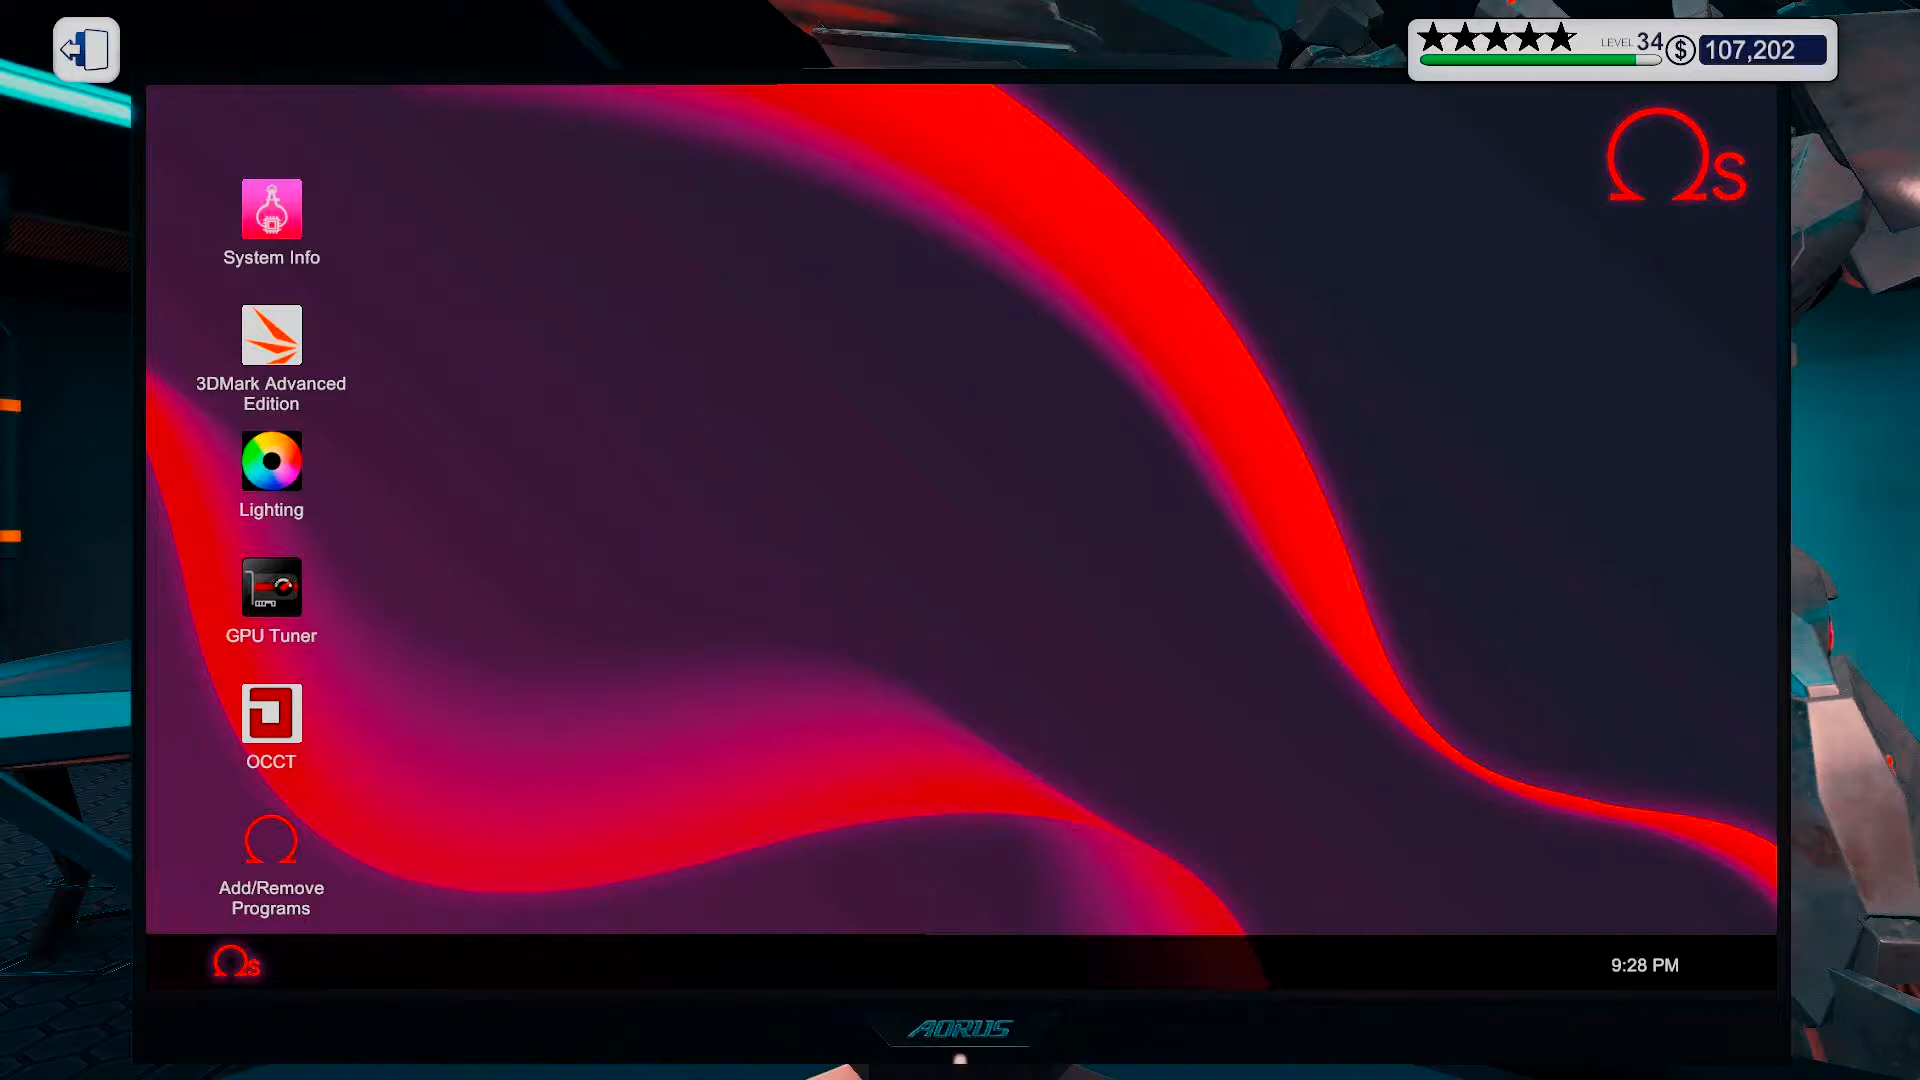 LEVEL 34
107,202
Ωs
System Info
3DMark Advanced
Edition
Lighting
GPU Tuner
OCCT
Add/Remove
Programs
Ωs
9:28 PM
AORUS